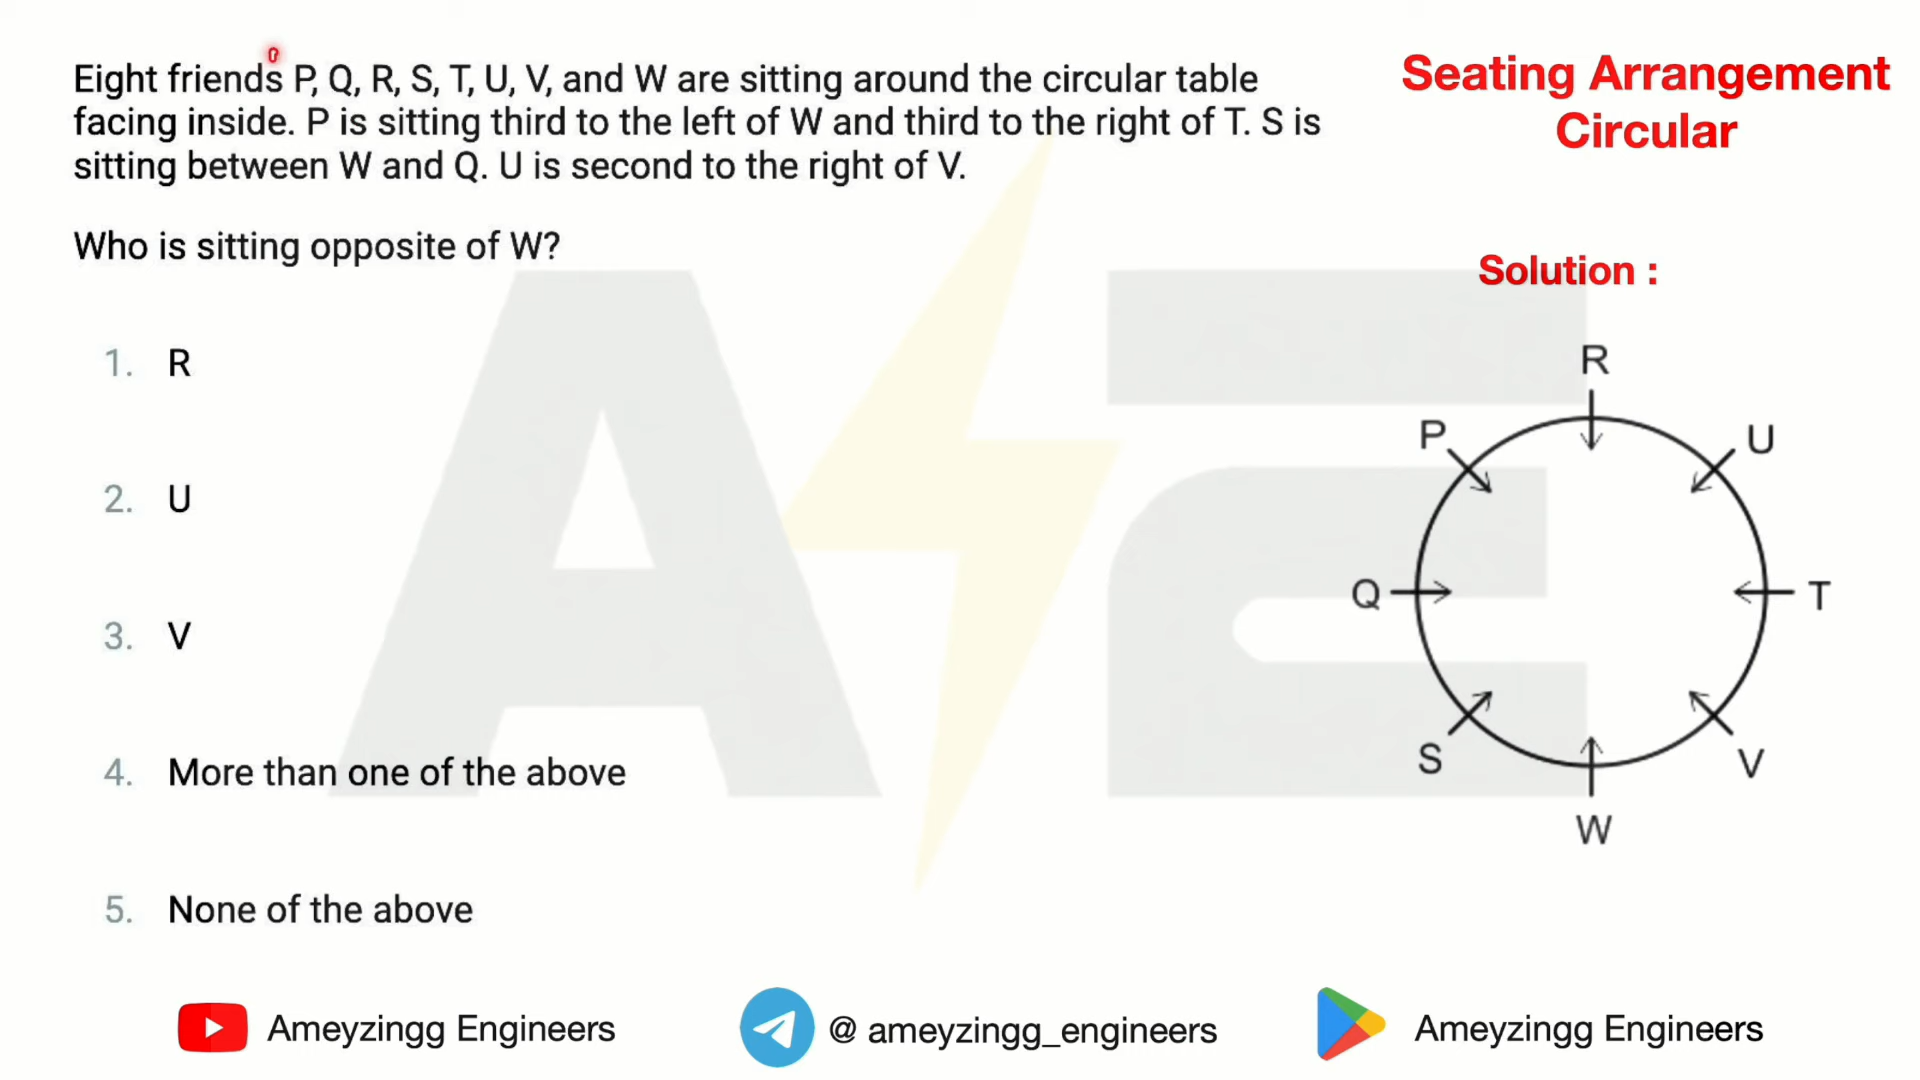 Eight friends P, Q, R, S, T, U, V, and W are sitting around the circular table
facing inside. P is sitting third to the left of W and third to the right of T. S is
sitting between W and Q. U is second to the right of V.
Who is sitting opposite of W?
1. R
2. U
3. V
4. More than one of the above
5. None of the above
Seating Arrangement
Circular
Solution :
R
P
U
Q
T
S
V
W
Ameyzingg Engineers
@ ameyzingg_engineers
Ameyzingg Engineers